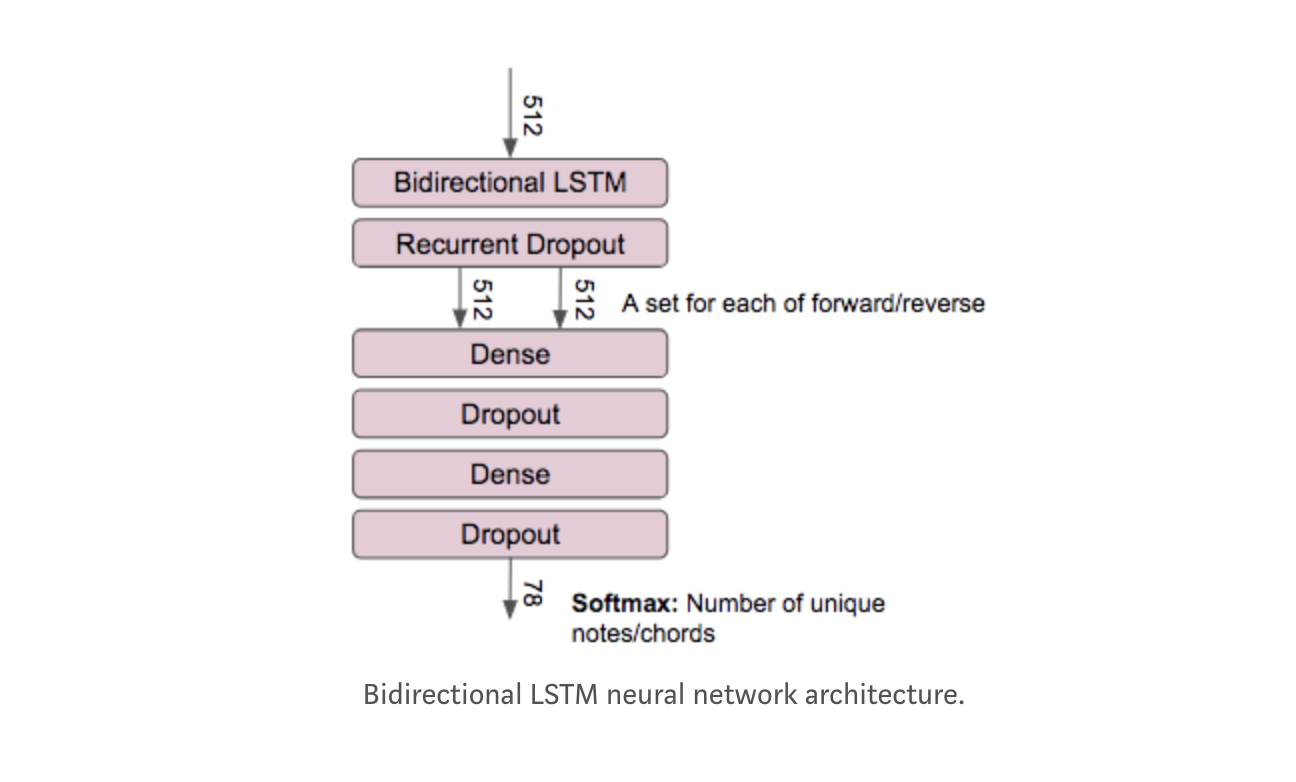 512
Bidirectional LSTM
Recurrent Dropout
512
512
A set for each of forward/reverse
Dense
Dropout
Dense
Dropout
78
Softmax: Number of unique
notes/chords
Bidirectional LSTM neural network architecture.